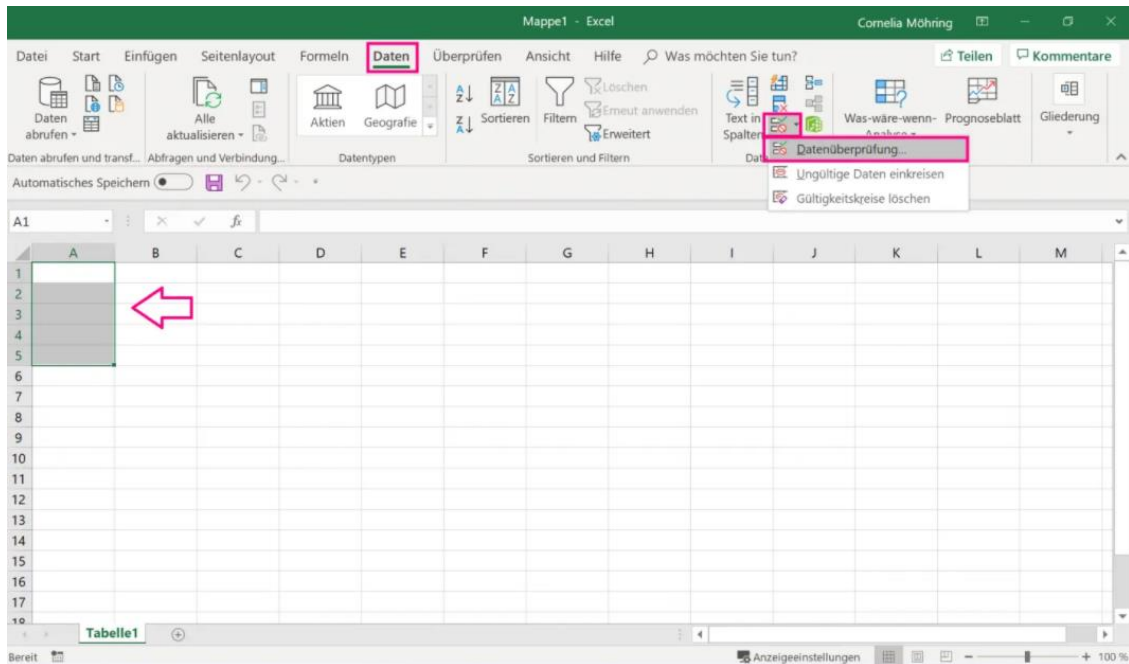 Mappe1 - Excel
Cornelia Möhring
Datei Start Einfügen Seitenlayout Formeln Daten Überprüfen Ansicht Hilfe Was möchten Sie tun? Teilen Kommentare
Daten abrufen
Alle aktualisieren
Aktien
Geografie
Sortieren
Filtern
Löschen
Erneut anwenden
Erweitert
Text in Spalten
Was-wäre-wenn-
Prognoseblatt
Gliederung
Daten abrufen und transf... Abfragen und Verbindung... Datentypen Sortieren und Filtern
Datenüberprüfung...
Ungültige Daten einkreisen
Gültigkeitskreise löschen
Automatisches Speichern
A1 fx
A B C D E F G H I J K L M
1
2
3
4
5
6
7
8
9
10
11
12
13
14
15
16
17
Tabelle1
Bereit Anzeigeeinstellungen 100 %